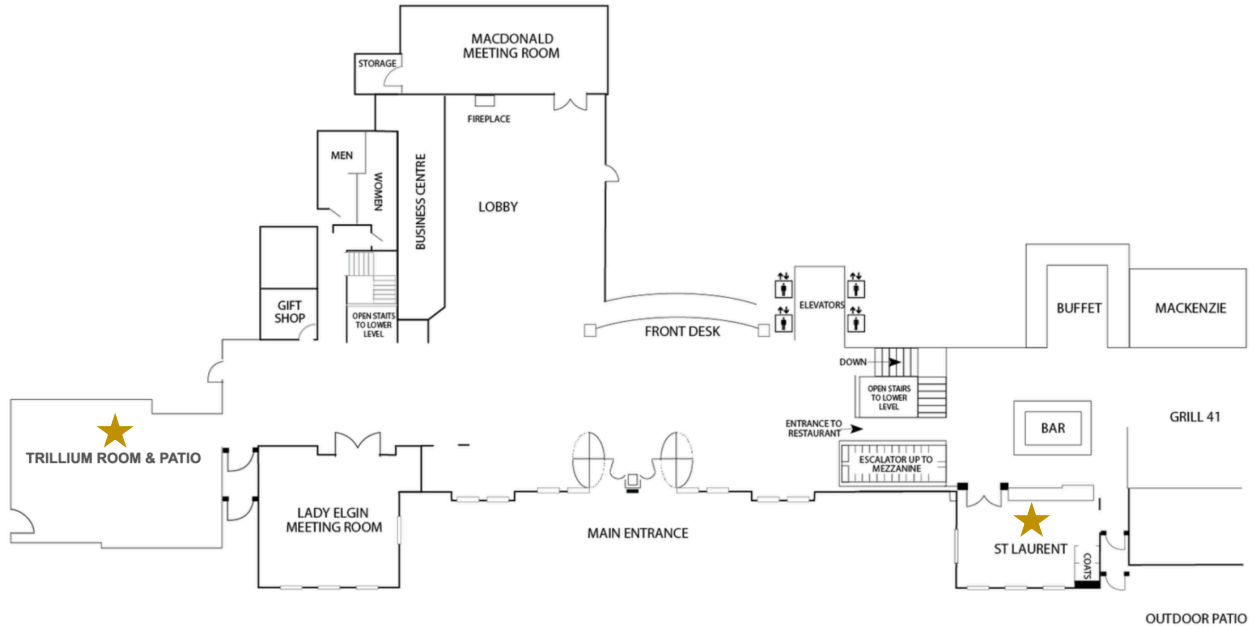 MACDONALD
MEETING ROOM
STORAGE
FIREPLACE
MEN
WOMEN
BUSINESS CENTRE
LOBBY
GIFT
SHOP
OPEN STAITS
TO LOWER
LEVEL
ELEVATORS
FRONT DESK
BUFFET
MACKENZIE
DOWN
OPEN STAIRS
TO LOWER
LEVEL
ENTRANCE TO
RESTAURANT
BAR
GRILL 41
TRILLIUM ROOM & PATIO
ESCALATOR UP TO
MEZZANINE
LADY ELGIN
MEETING ROOM
MAIN ENTRANCE
ST LAURENT
COATS
OUTDOOR PATIO